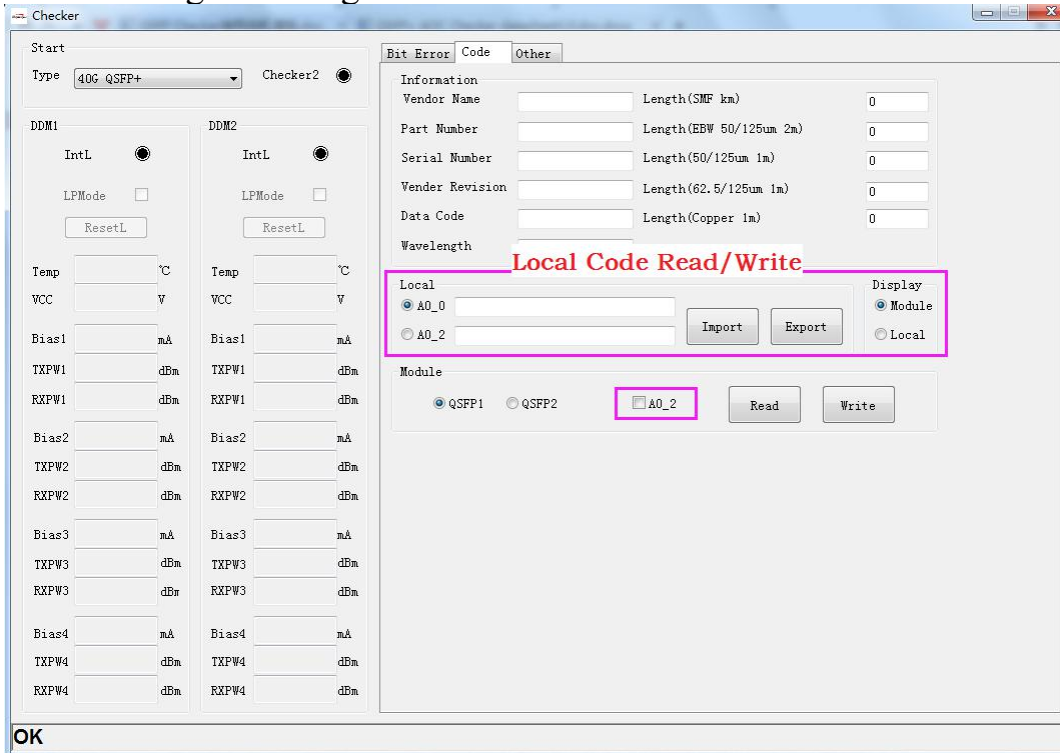 Checker
Start
Type 40G QSFP+ Checker2
DDM1
IntL
LPMode
ResetL
Temp ℃
VCC V
Bias1 mA
TXPW1 dBm
RXPW1 dBm
Bias2 mA
TXPW2 dBm
RXPW2 dBm
Bias3 mA
TXPW3 dBm
RXPW3 dBm
Bias4 mA
TXPW4 dBm
RXPW4 dBm
DDM2
IntL
LPMode
ResetL
Temp ℃
VCC V
Bias1 mA
TXPW1 dBm
RXPW1 dBm
Bias2 mA
TXPW2 dBm
RXPW2 dBm
Bias3 mA
TXPW3 dBm
RXPW3 dBm
Bias4 mA
TXPW4 dBm
RXPW4 dBm
Bit Error Code Other
Information
Vendor Name Length(SMF km) 0
Part Number Length(EBW 50/125um 2m) 0
Serial Number Length(50/125um 1m) 0
Vender Revision Length(62.5/125um 1m) 0
Data Code Length(Copper 1m) 0
Wavelength
Local Code Read/Write
Local Display
A0_0 Import Export Module
A0_2 Local
Module
QSFP1 QSFP2 A0_2 Read Write
OK